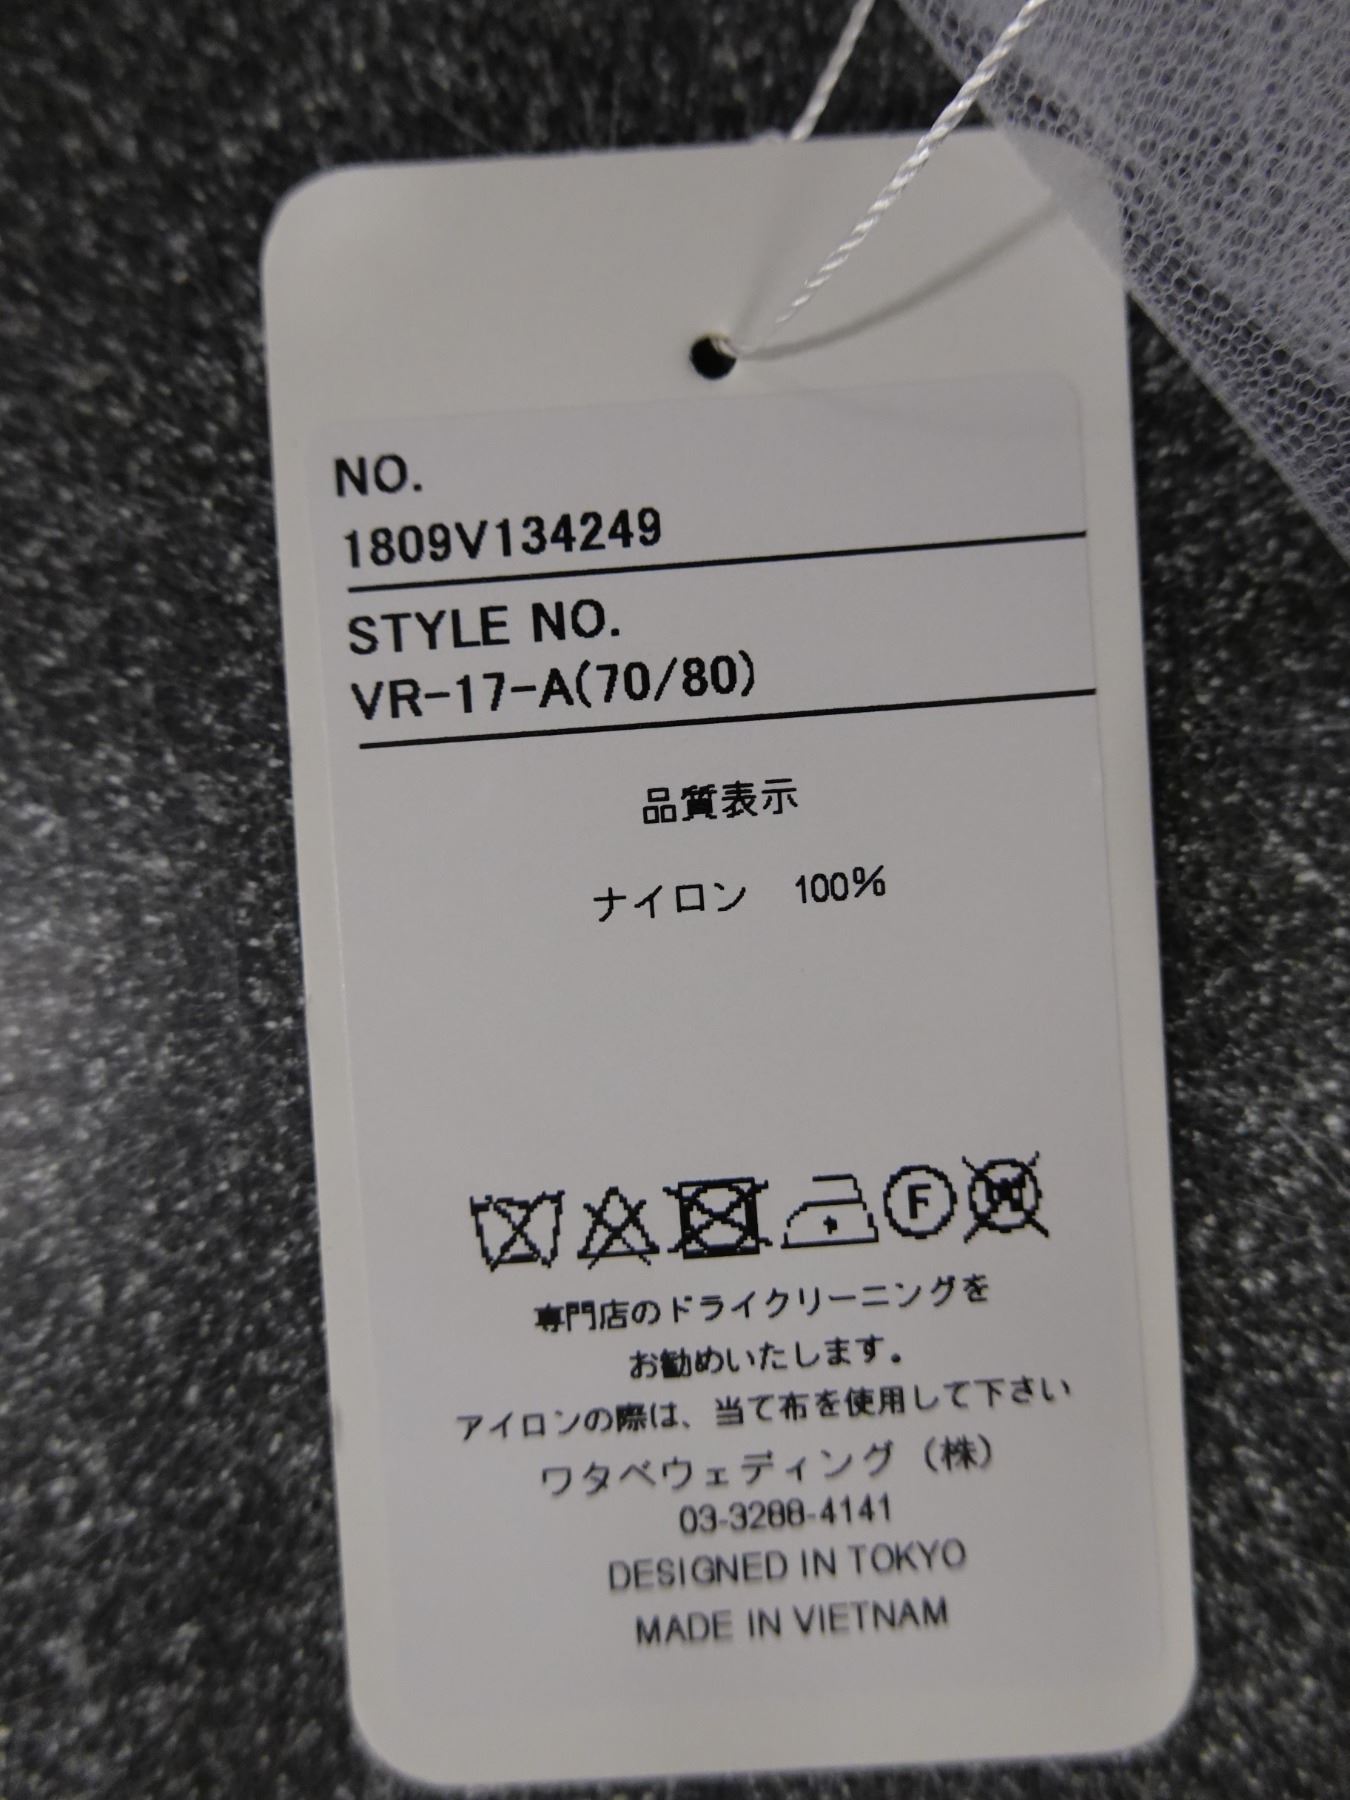 NO.
1809V134249
STYLE NO.
VR-17-A(70/80)
品質表示
ナイロン 100%
F
W
専門店のドライクリーニングを
お勧めいたします。
アイロンの際は、当て布を使用して下さい
ワタベウェディング (株)
03-3288-4141
DESIGNED IN TOKYO
MADE IN VIETNAM